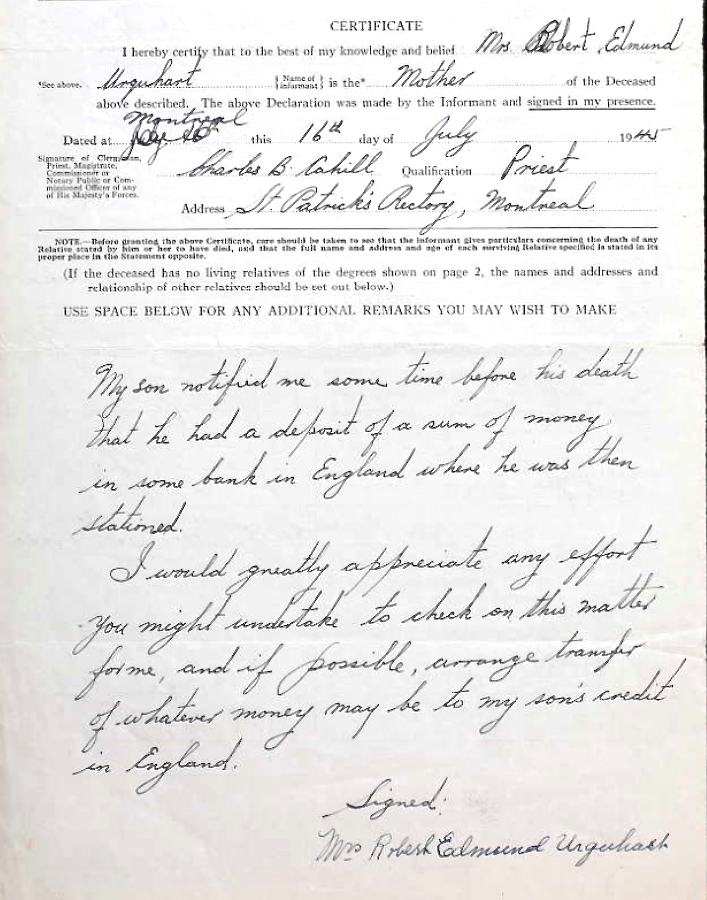 CERTIFICATE
I hereby certify that to the best of my knowledge and belief Mrs Robert Edmund
*See above. Urquhart {Name of Informant} is the* Mother of the Deceased
above described. The above Declaration was made by the Informant and signed in my presence.
Montreal
Dated at this 16th day of July 1945
Signature of Clergyman, Priest, Magistrate, Commissioner or Notary Public or Commissioned Officer of any of His Majesty's Forces. Charles B. Cahill Qualification Priest
Address St. Patrick's Rectory, Montreal
NOTE.—Before granting the above Certificate, care should be taken to see that the informant gives particulars concerning the death of any
Relative stated by him or her to have died, and that the full name and address and age of each surviving Relative specified is stated in its
proper place in the Statement opposite.
(If the deceased has no living relatives of the degrees shown on page 2, the names and addresses and
relationship of other relatives should be set out below.)
USE SPACE BELOW FOR ANY ADDITIONAL REMARKS YOU MAY WISH TO MAKE
My son notified me some time before his death
that he had a deposit of a sum of money
in some bank in England where he was then
stationed.
I would greatly appreciate any effort
you might undertake to check on this matter
for me, and if possible, arrange transfer
of whatever money may be to my son's credit
in England.
Signed:
Mrs Robert Edmund Urquhart